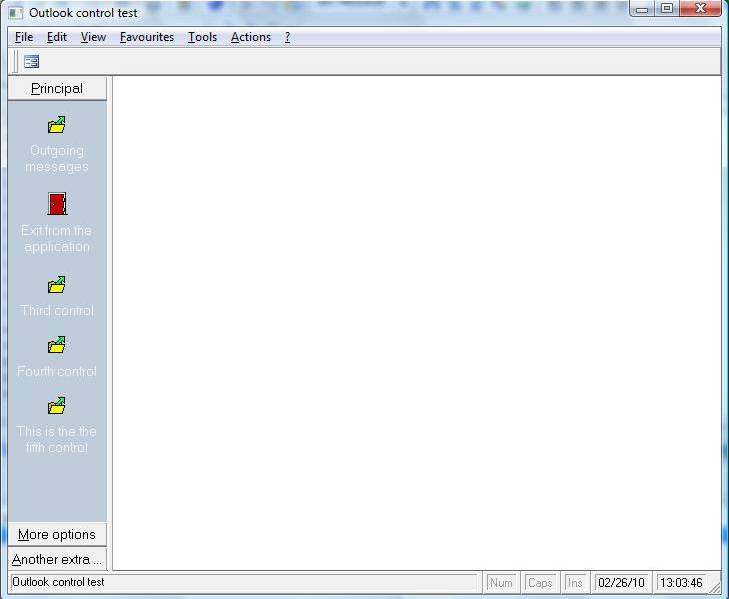 Outlook control test
File Edit View Favourites Tools Actions ?
Principal
Outgoing
messages
Exit from the
application
Third control
Fourth control
This is the the
fifth control
More options
Another extra ...
Outlook control test Num Caps Ins 02/26/10 13:03:46